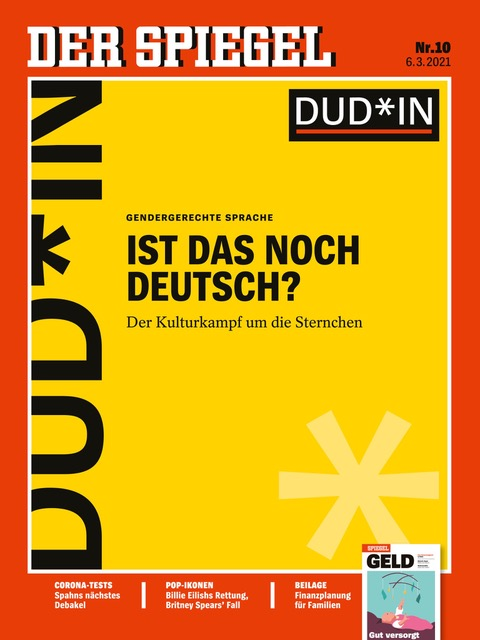 DER SPIEGEL
Nr.10
6.3.2021
DUD*IN
DUD*IN
GENDERGERECHTE SPRACHE
IST DAS NOCH
DEUTSCH?
Der Kulturkampf um die Sternchen
CORONA-TESTS
Spahns nächstes
Debakel
POP-IKONEN
Billie Eilishs Rettung,
Britney Spears' Fall
BEILAGE
Finanzplanung
für Familien
SPIEGEL
GELD
Gut versorgt